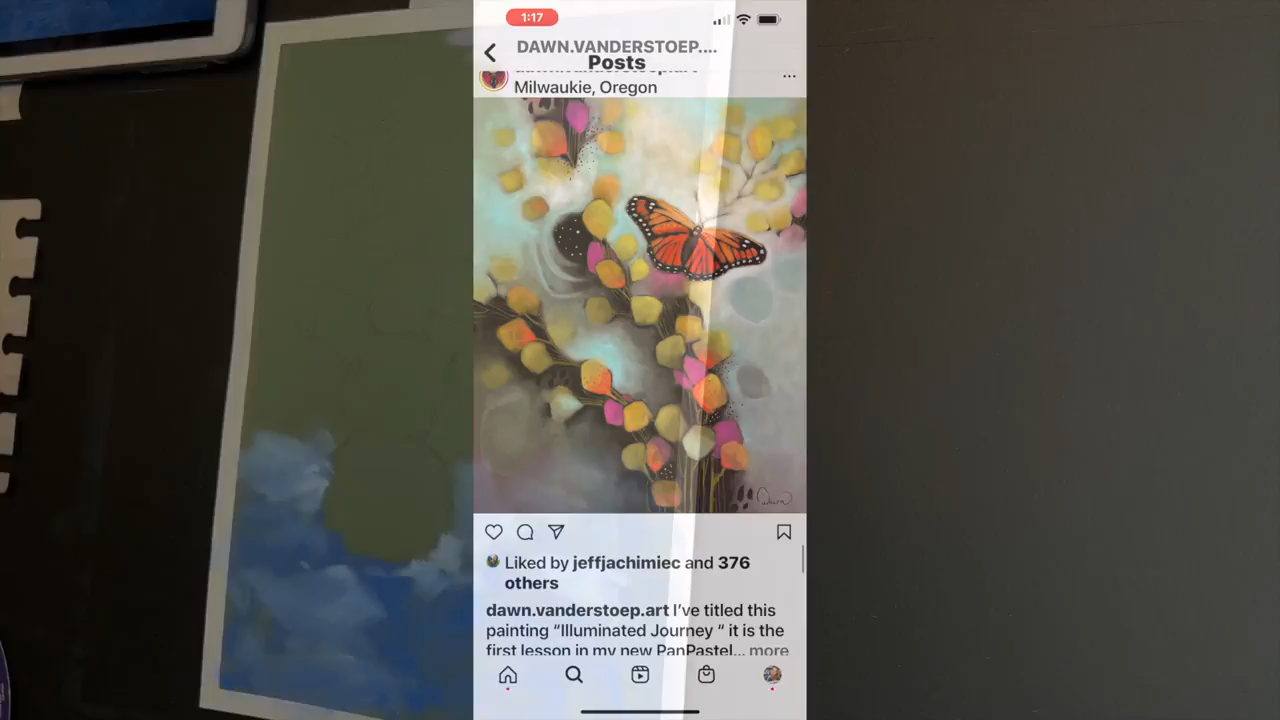 1:17
DAWN.VANDERSTOEP....
Posts
Milwaukie, Oregon
Liked by jeffjachimiec and 376
others
dawn.vanderstoep.art I've titled this
painting “Illuminated Journey “ it is the
first lesson in my new PanPastel... more